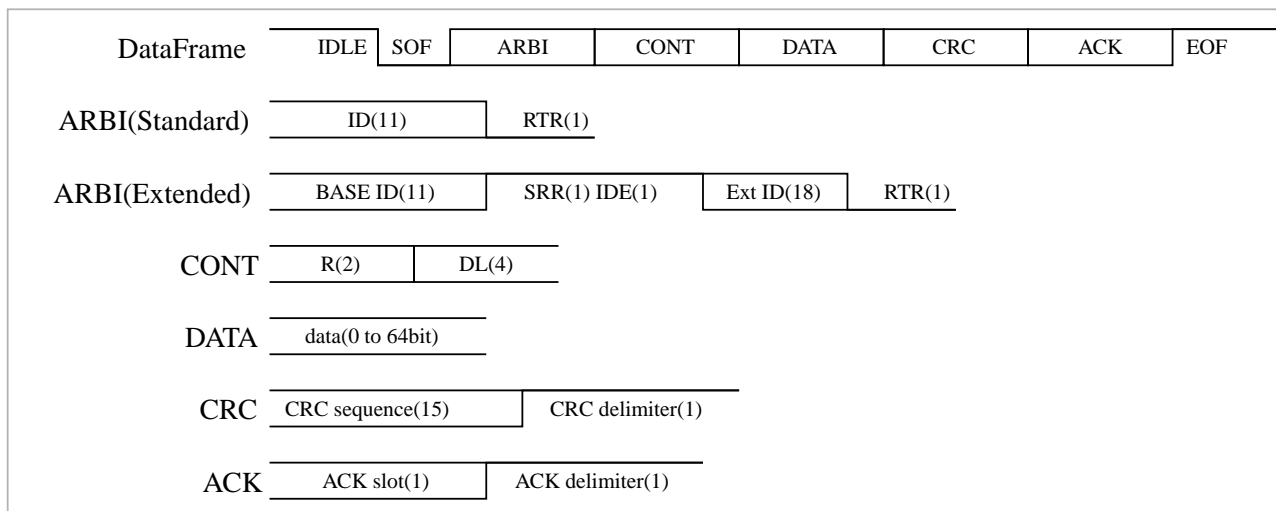 DataFrame IDLE SOF ARBI CONT DATA CRC ACK EOF
ARBI(Standard) ID(11) RTR(1)
ARBI(Extended) BASE ID(11) SRR(1) IDE(1) Ext ID(18) RTR(1)
CONT R(2) DL(4)
DATA data(0 to 64bit)
CRC CRC sequence(15) CRC delimiter(1)
ACK ACK slot(1) ACK delimiter(1)